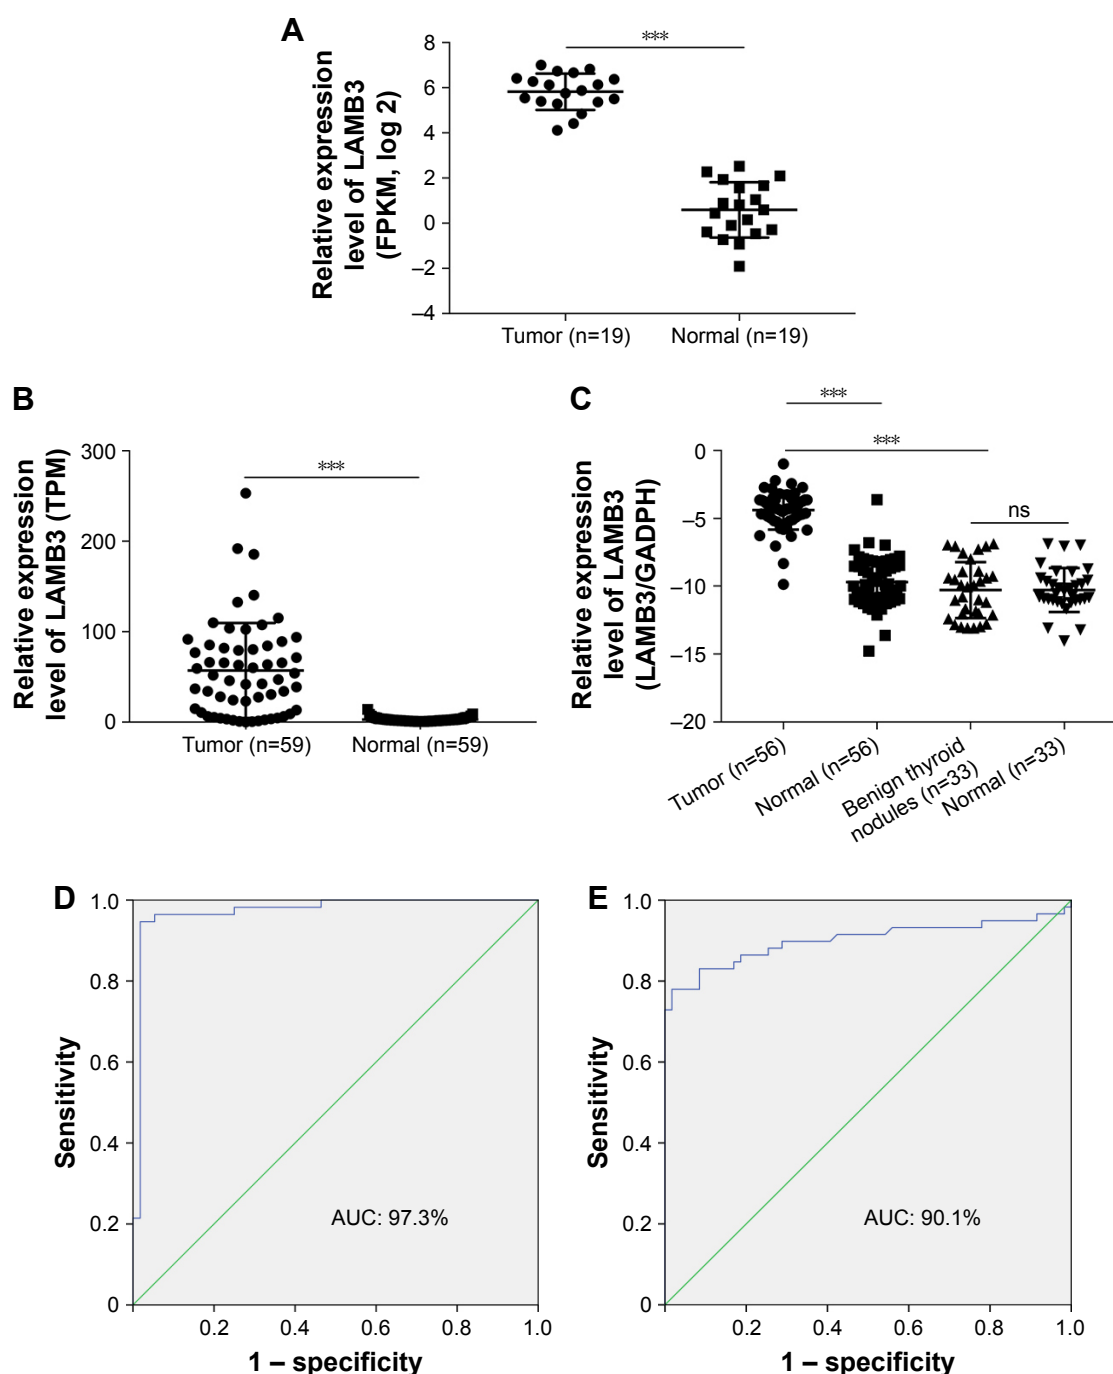 A
Relative expression
level of LAMB3
(FPKM, log 2)
8
6
4
2
0
–2
–4
***
Tumor (n=19)
Normal (n=19)
B
Relative expression
level of LAMB3 (TPM)
300
200
100
0
***
Tumor (n=59)
Normal (n=59)
C
Relative expression
level of LAMB3
(LAMB3/GADPH)
0
–5
–10
–15
–20
***
***
ns
Tumor (n=56)
Normal (n=56)
Benign thyroid
nodules (n=33)
Normal (n=33)
D
Sensitivity
1.0
0.8
0.6
0.4
0.2
0
AUC: 97.3%
0.2 0.4 0.6 0.8 1.0
1 – specificity
E
Sensitivity
1.0
0.8
0.6
0.4
0.2
0
AUC: 90.1%
0.2 0.4 0.6 0.8 1.0
1 – specificity